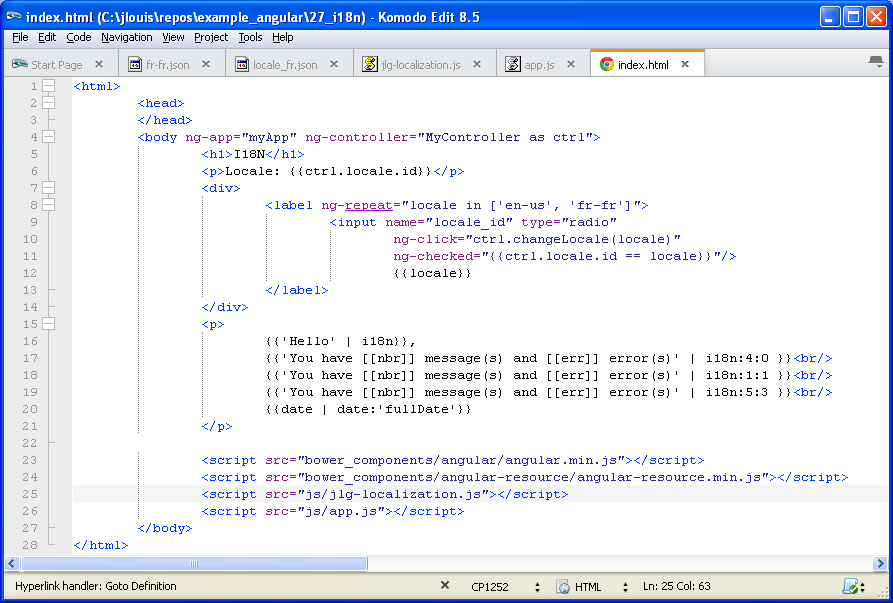 index.html (C:\jlouis\repos\example_angular\27_i18n) - Komodo Edit 8.5
File Edit Code Navigation View Project Tools Help
Start Page fr-fr.json locale_fr.json jlg-localization.js app.js index.html
1 <html>
2 <head>
3 </head>
4 <body ng-app="myApp" ng-controller="MyController as ctrl">
5 <h1>I18N</h1>
6 <p>Locale: {{ctrl.locale.id}}</p>
7 <div>
8 <label ng-repeat="locale in ['en-us', 'fr-fr']">
9 <input name="locale_id" type="radio"
10 ng-click="ctrl.changeLocale(locale)"
11 ng-checked="{{ctrl.locale.id == locale}}"/>
12 {{locale}}
13 </label>
14 </div>
15 <p>
16 {{'Hello' | i18n}},
17 {{'You have [[nbr]] message(s) and [[err]] error(s)' | i18n:4:0 }}<br/>
18 {{'You have [[nbr]] message(s) and [[err]] error(s)' | i18n:1:1 }}<br/>
19 {{'You have [[nbr]] message(s) and [[err]] error(s)' | i18n:5:3 }}<br/>
20 {{date | date:'fullDate'}}
21 </p>
22
23 <script src="bower_components/angular/angular.min.js"></script>
24 <script src="bower_components/angular-resource/angular-resource.min.js"></script>
25 <script src="js/jlg-localization.js"></script>
26 <script src="js/app.js"></script>
27 </body>
28 </html>
Hyperlink handler: Goto Definition CP1252 HTML Ln: 25 Col: 63